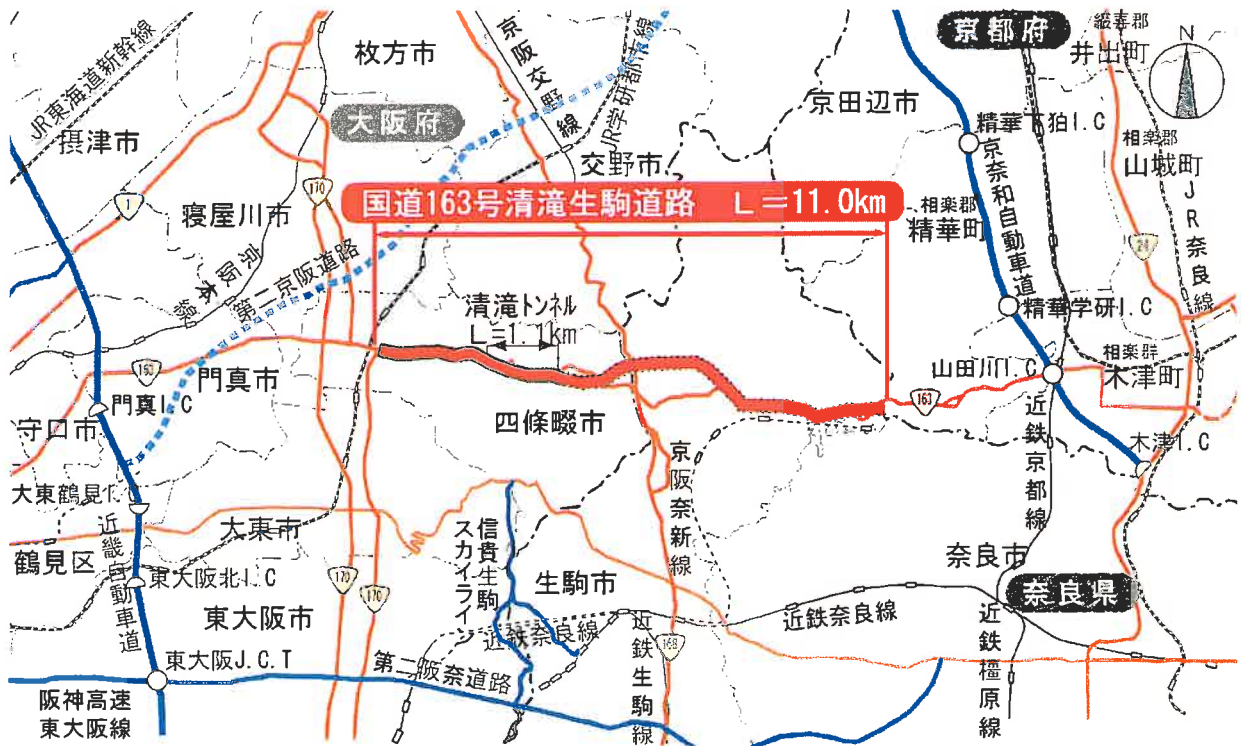 京都府
綴喜郡
井出町
N
JR東海道新幹線
枚方市
京阪交野線
JR学研都市線
京田辺市
摂津市
大阪府
交野市
精華下狛I.C
相楽郡
山城町
1
170
寝屋川市
国道163号清滝生駒道路 L=11.0km
相楽郡
精華町
京奈和自動車道
JR奈良線
24
京阪本線
第二京阪道路
清滝トンネル
L=1.1km
精華学研I.C
163
門真市
山田川I.C
相楽群
木津町
163
門真I.C
守口市
四條畷市
京阪奈新線
近鉄京都線
木津I.C
大東鶴見I.
近畿自動車道
大東市
信貴生駒
スカイライ
鶴見区
東大阪北I.C
170
170
生駒市
奈良市
奈良県
東大阪市
近鉄奈良線
近鉄奈良線
168
近鉄生駒線
近鉄橿原線
東大阪J.C.T
第二阪奈道路
阪神高速
東大阪線